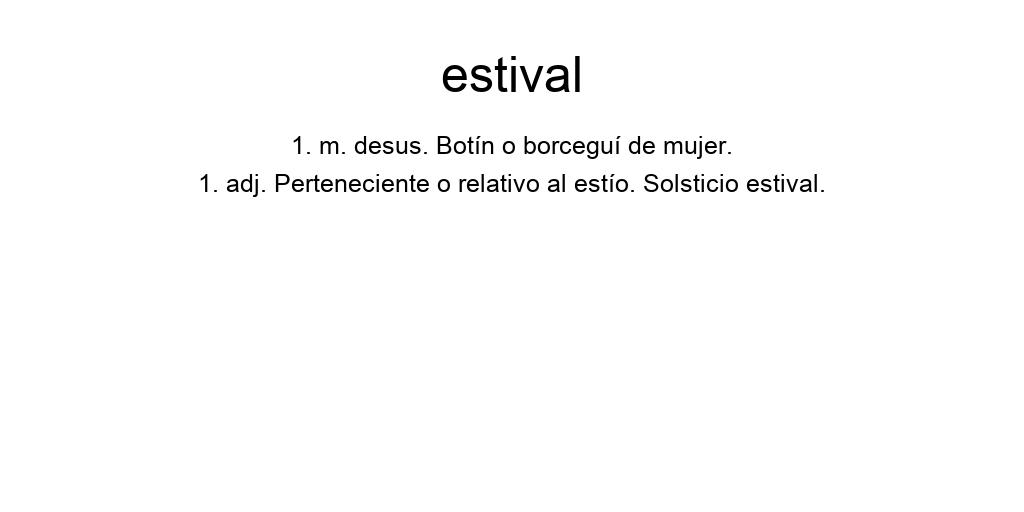 estival
1. m. desus. Botín o borceguí de mujer.
1. adj. Perteneciente o relativo al estío. Solsticio estival.